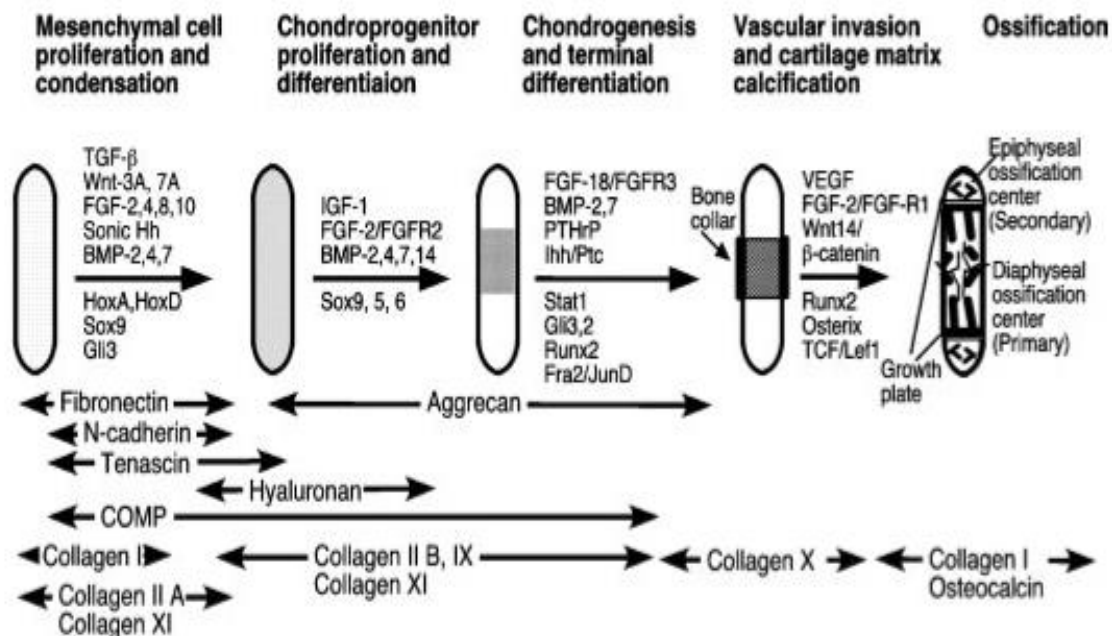 Mesenchymal cell
proliferation and
condensation
Chondroprogenitor
proliferation and
differentiaion
Chondrogenesis
and terminal
differentiation
Vascular invasion
and cartilage matrix
calcification
Ossification
TGF-β
Wnt-3A, 7A
FGF-2,4,8,10
Sonic Hh
BMP-2,4,7
HoxA,HoxD
Sox9
Gli3
IGF-1
FGF-2/FGFR2
BMP-2,4,7,14
Sox9, 5, 6
FGF-18/FGFR3
BMP-2,7
PTHrP
Ihh/Ptc
Stat1
Gli3,2
Runx2
Fra2/JunD
Bone
collar
VEGF
FGF-2/FGF-R1
Wnt14/
β-catenin
Runx2
Osterix
TCF/Lef1
Epiphyseal
ossification
center
(Secondary)
Diaphyseal
ossification
center
(Primary)
Growth
plate
Fibronectin
Aggrecan
N-cadherin
Tenascin
Hyaluronan
COMP
Collagen I
Collagen II B, IX
Collagen XI
Collagen X
Collagen I
Osteocalcin
Collagen II A
Collagen XI